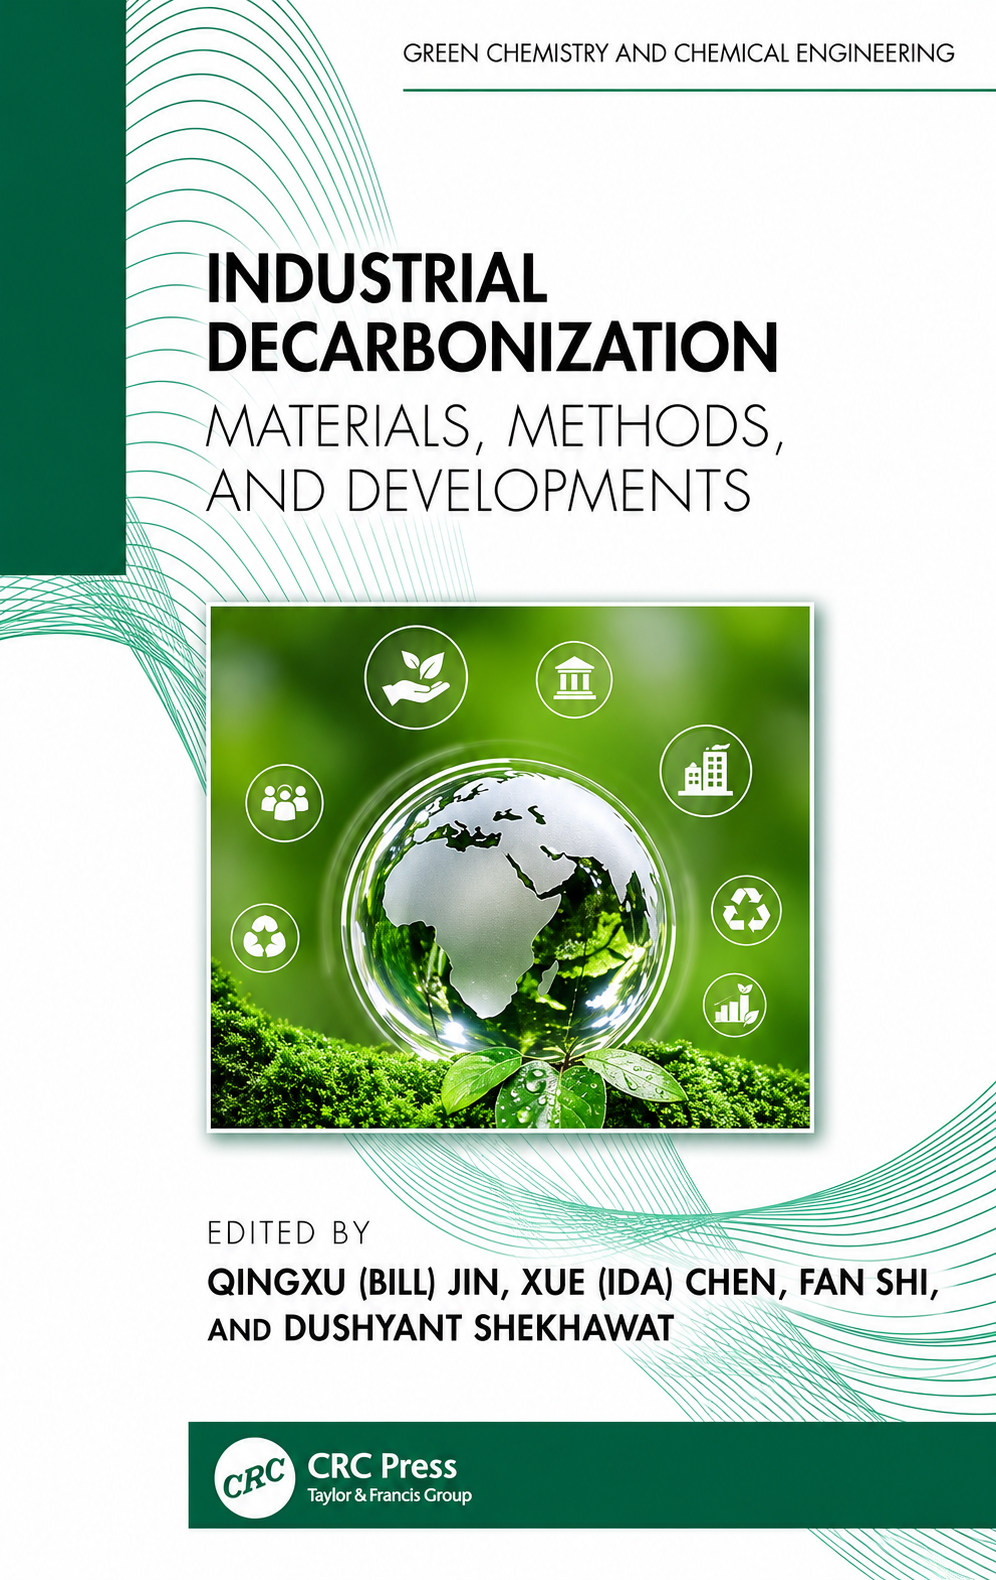 GREEN CHEMISTRY AND CHEMICAL ENGINEERING
INDUSTRIAL
DECARBONIZATION
MATERIALS, METHODS,
AND DEVELOPMENTS
EDITED BY
QINGXU (BILL) JIN, XUE (IDA) CHEN, FAN SHI,
AND DUSHYANT SHEKHAWAT
CRC
CRC Press
Taylor & Francis Group